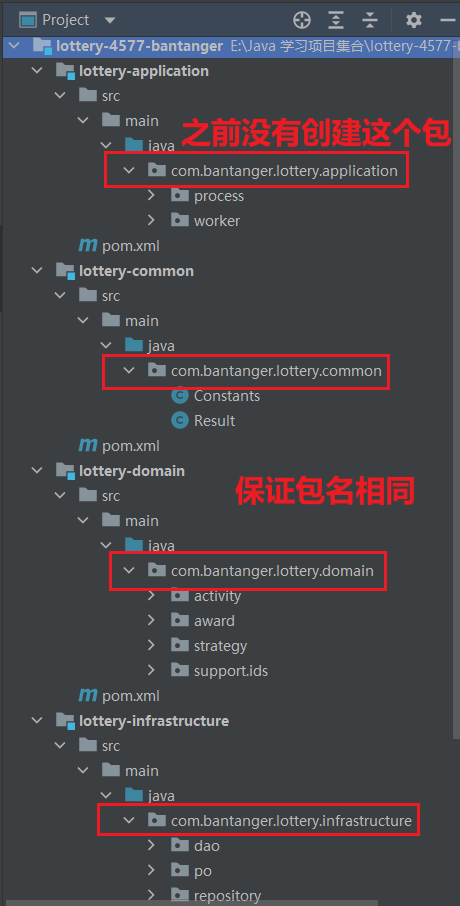 Project
lottery-4577-bantanger E:\Java 学习项目集合\lottery-4577-l
lottery-application
src
main
之前没有创建这个包
java
com.bantanger.lottery.application
process
worker
pom.xml
lottery-common
src
main
java
com.bantanger.lottery.common
Constants
Result
pom.xml
lottery-domain
src
保证包名相同
main
java
com.bantanger.lottery.domain
activity
award
strategy
support.ids
pom.xml
lottery-infrastructure
src
main
java
com.bantanger.lottery.infrastructure
dao
po
repository